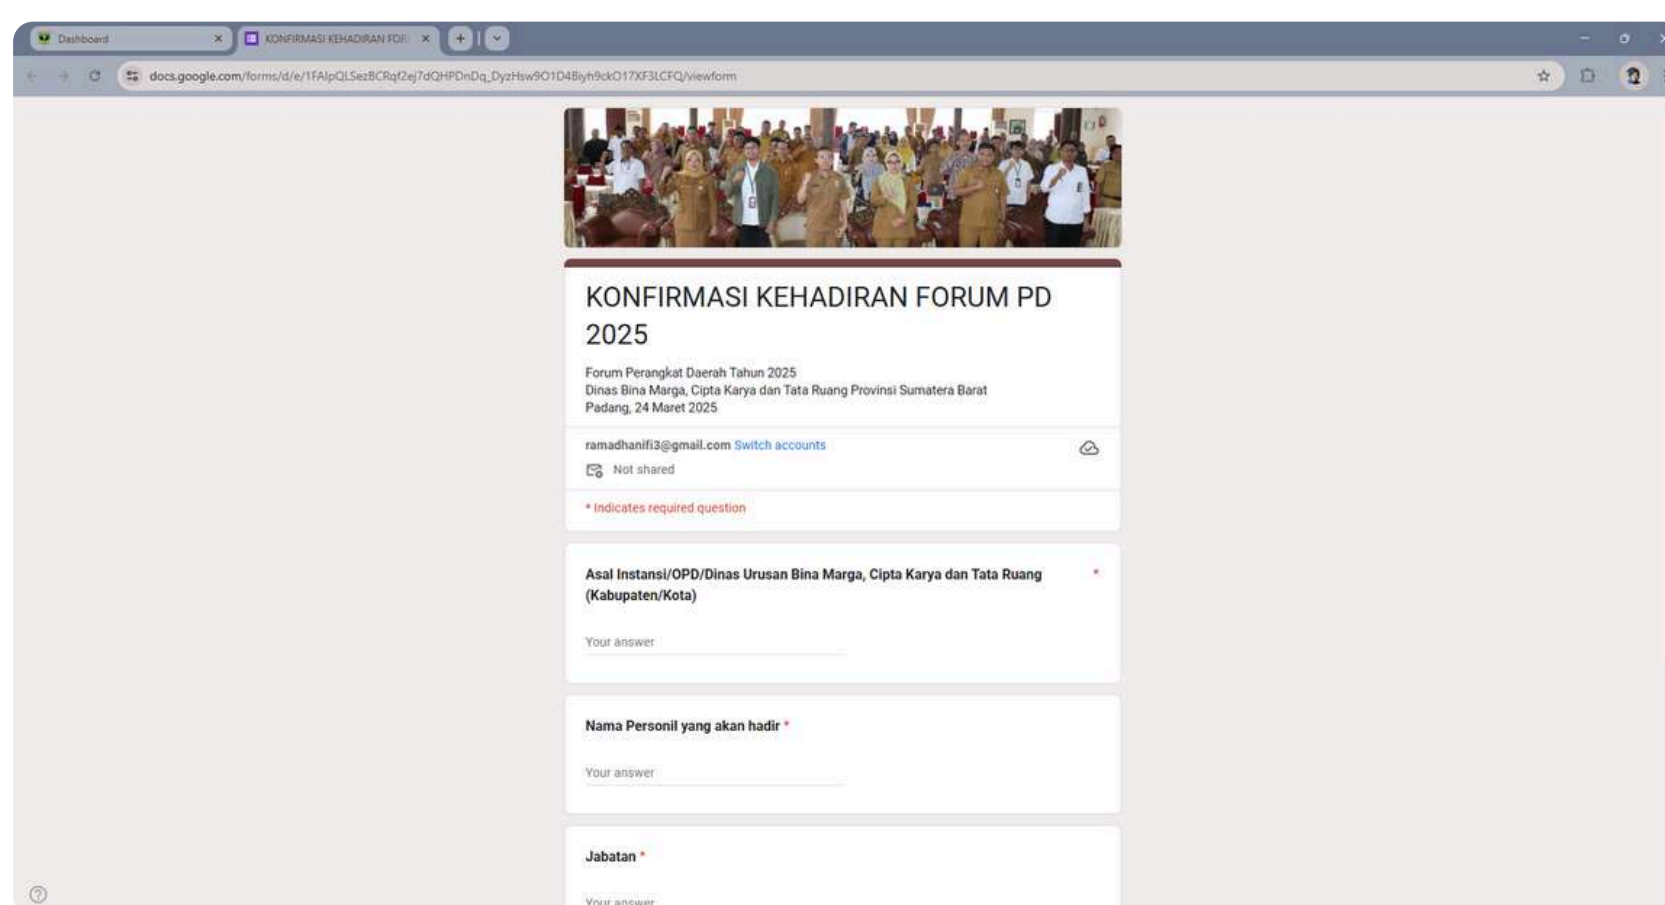 Dashboard
KONFIRMASI KEHADIRAN FOR
docs.google.com/forms/d/e/1FAIpQLSezBCRqf2ej7dQHPDnDq_DyzHsw9O1D4Biyh9ckO17XF3LCFQ/viewform
KONFIRMASI KEHADIRAN FORUM PD
2025
Forum Perangkat Daerah Tahun 2025
Dinas Bina Marga, Cipta Karya dan Tata Ruang Provinsi Sumatera Barat
Padang, 24 Maret 2025
ramadhanifi3@gmail.com Switch accounts
Not shared
* Indicates required question
Asal Instansi/OPD/Dinas Urusan Bina Marga, Cipta Karya dan Tata Ruang *
(Kabupaten/Kota)
Your answer
Nama Personil yang akan hadir *
Your answer
Jabatan *
Your answer